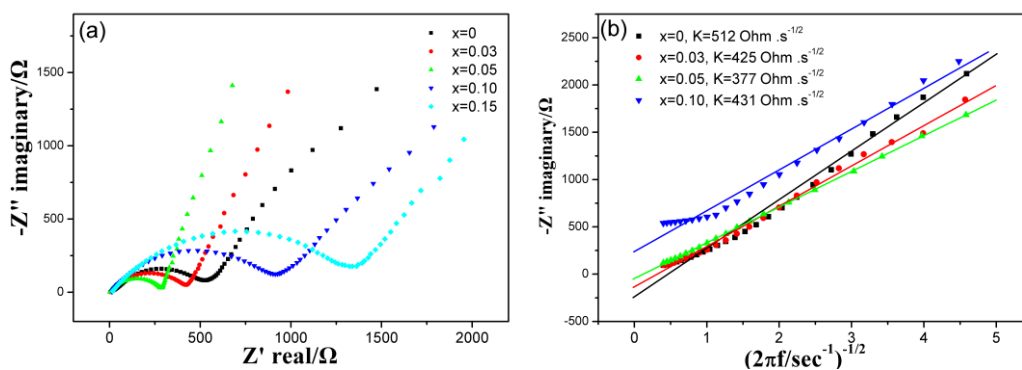 (a)
x=0
x=0.03
x=0.05
x=0.10
x=0.15
-Z'' imaginary/Ω
1500
1000
500
0
0 500 1000 1500 2000
Z' real/Ω
(b)
x=0, K=512 Ohm .s-1/2
x=0.03, K=425 Ohm .s-1/2
x=0.05, K=377 Ohm .s-1/2
x=0.10, K=431 Ohm .s-1/2
-Z'' imaginary/Ω
2500
2000
1500
1000
500
0
-500
0 1 2 3 4 5
(2πf/sec-1)-1/2